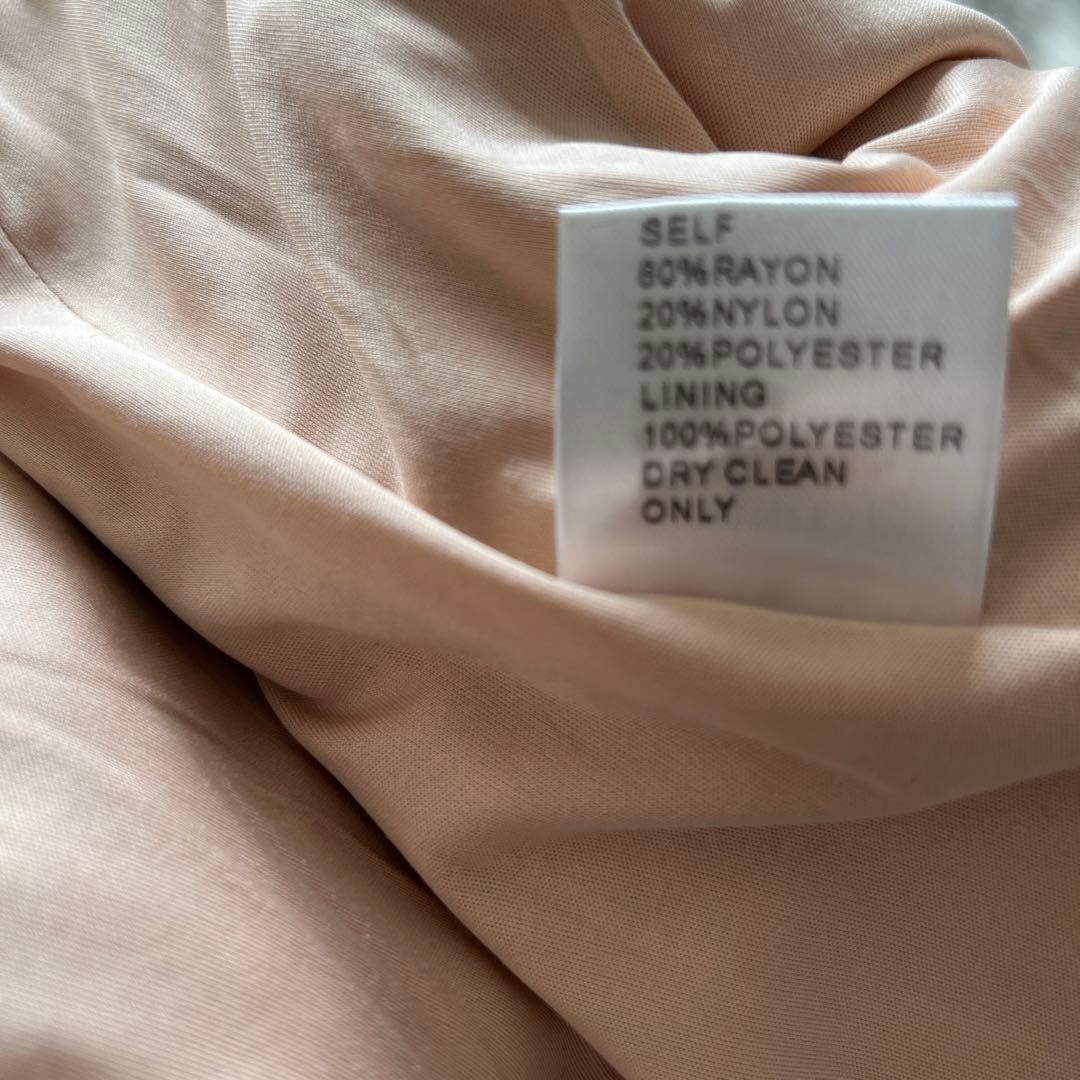 SELF
60%RAYON
20%NYLON
20%POLYESTER
LINING
100%POLYESTER
DRY CLEAN
ONLY